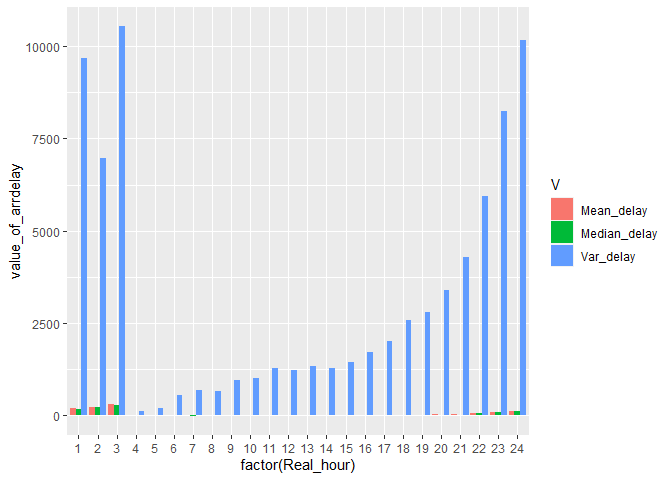 10000
7500
5000
2500
0
value_of_arrdelay
1 2 3 4 5 6 7 8 9 10 11 12 13 14 15 16 17 18 19 20 21 22 23 24
factor(Real_hour)
V
Mean_delay
Median_delay
Var_delay